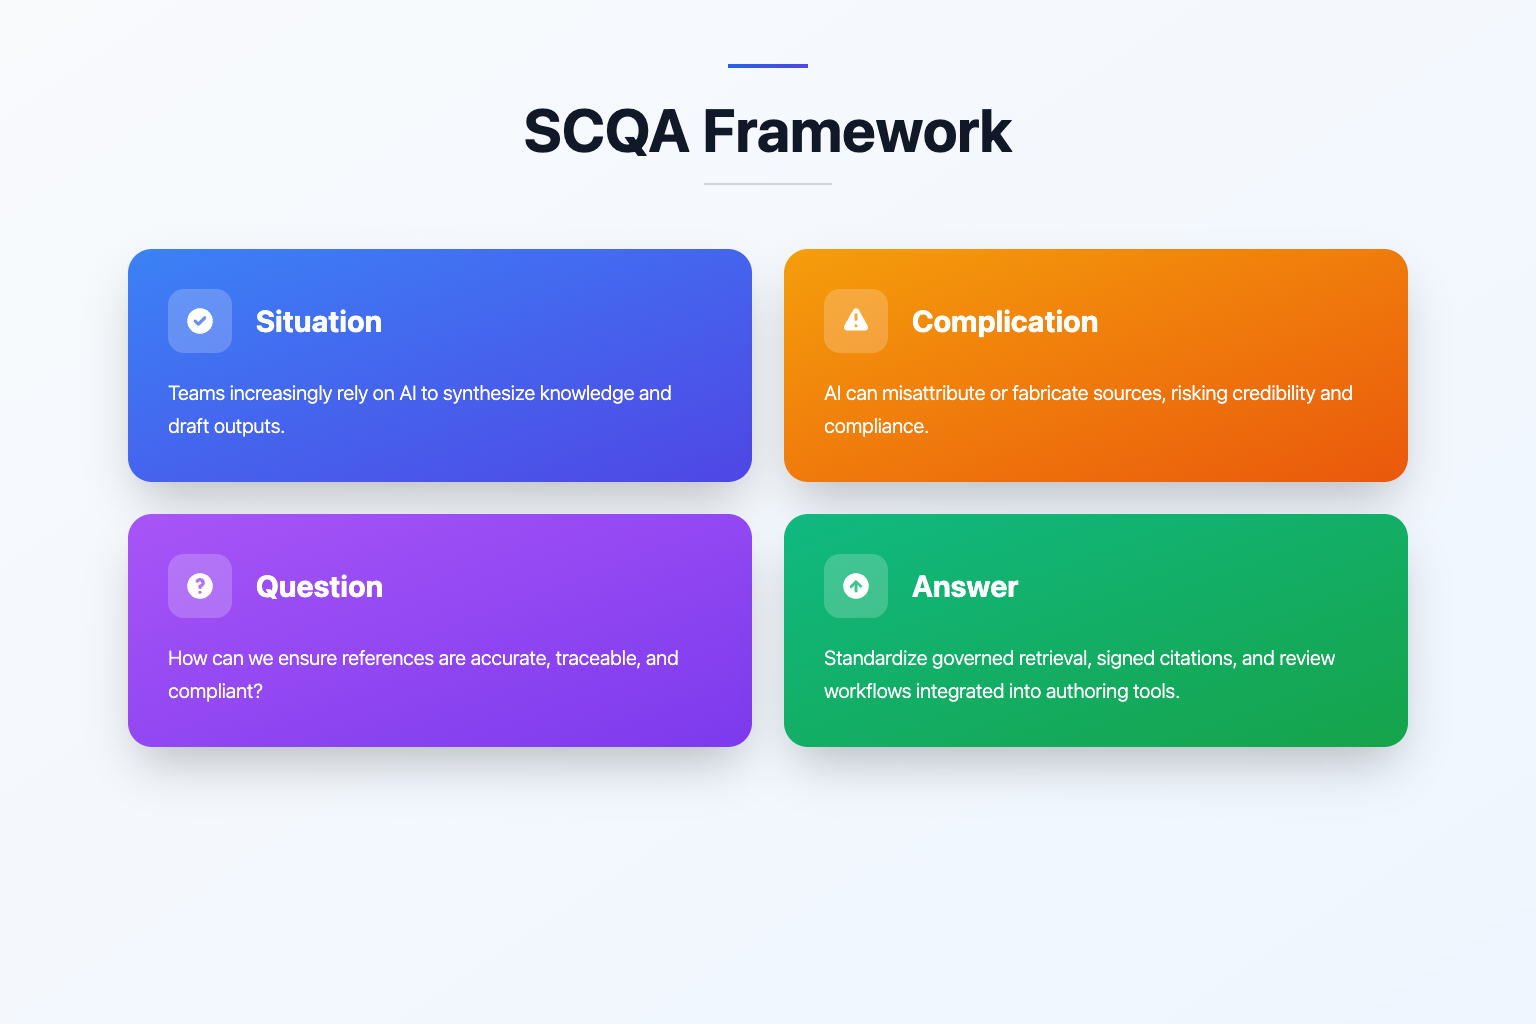 SCQA Framework
Situation
Teams increasingly rely on AI to synthesize knowledge and
draft outputs.
Complication
AI can misattribute or fabricate sources, risking credibility and
compliance.
Question
How can we ensure references are accurate, traceable, and
compliant?
Answer
Standardize governed retrieval, signed citations, and review
workflows integrated into authoring tools.